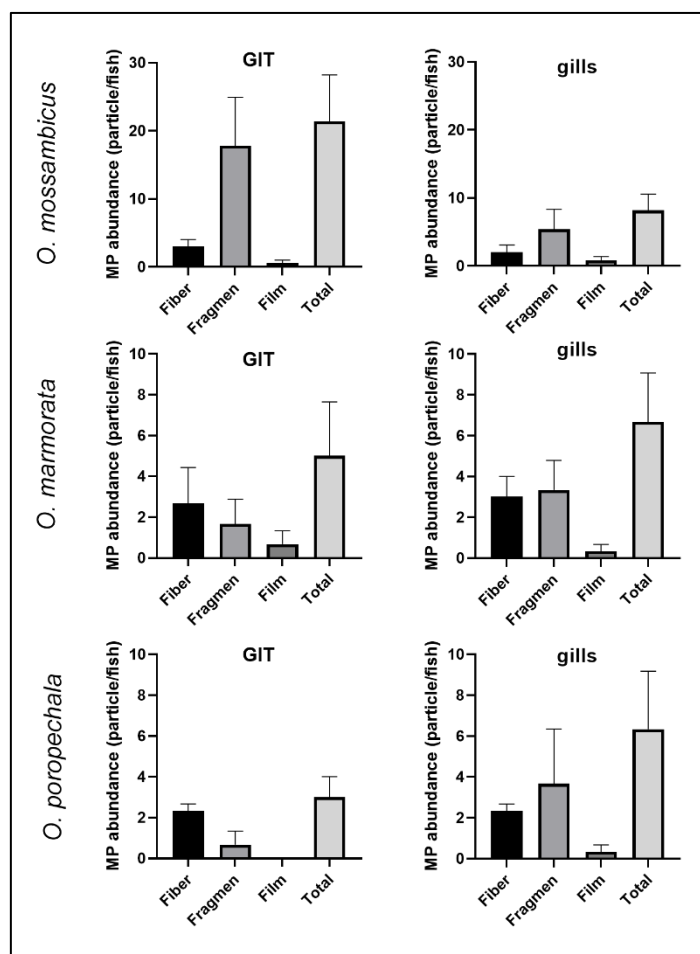 O. mossambicus
GIT
MP abundance (particle/fish)
30
20
10
0
Fiber
Fragmen
Film
Total
gills
MP abundance (particle/fish)
30
20
10
0
Fiber
Fragmen
Film
Total
O. marmorata
GIT
MP abundance (particle/fish)
10
8
6
4
2
0
Fiber
Fragmen
Film
Total
gills
MP abundance (particle/fish)
10
8
6
4
2
0
Fiber
Fragmen
Film
Total
O. poropechala
GIT
MP abundance (particle/fish)
10
8
6
4
2
0
Fiber
Fragmen
Film
Total
gills
MP abundance (particle/fish)
10
8
6
4
2
0
Fiber
Fragmen
Film
Total